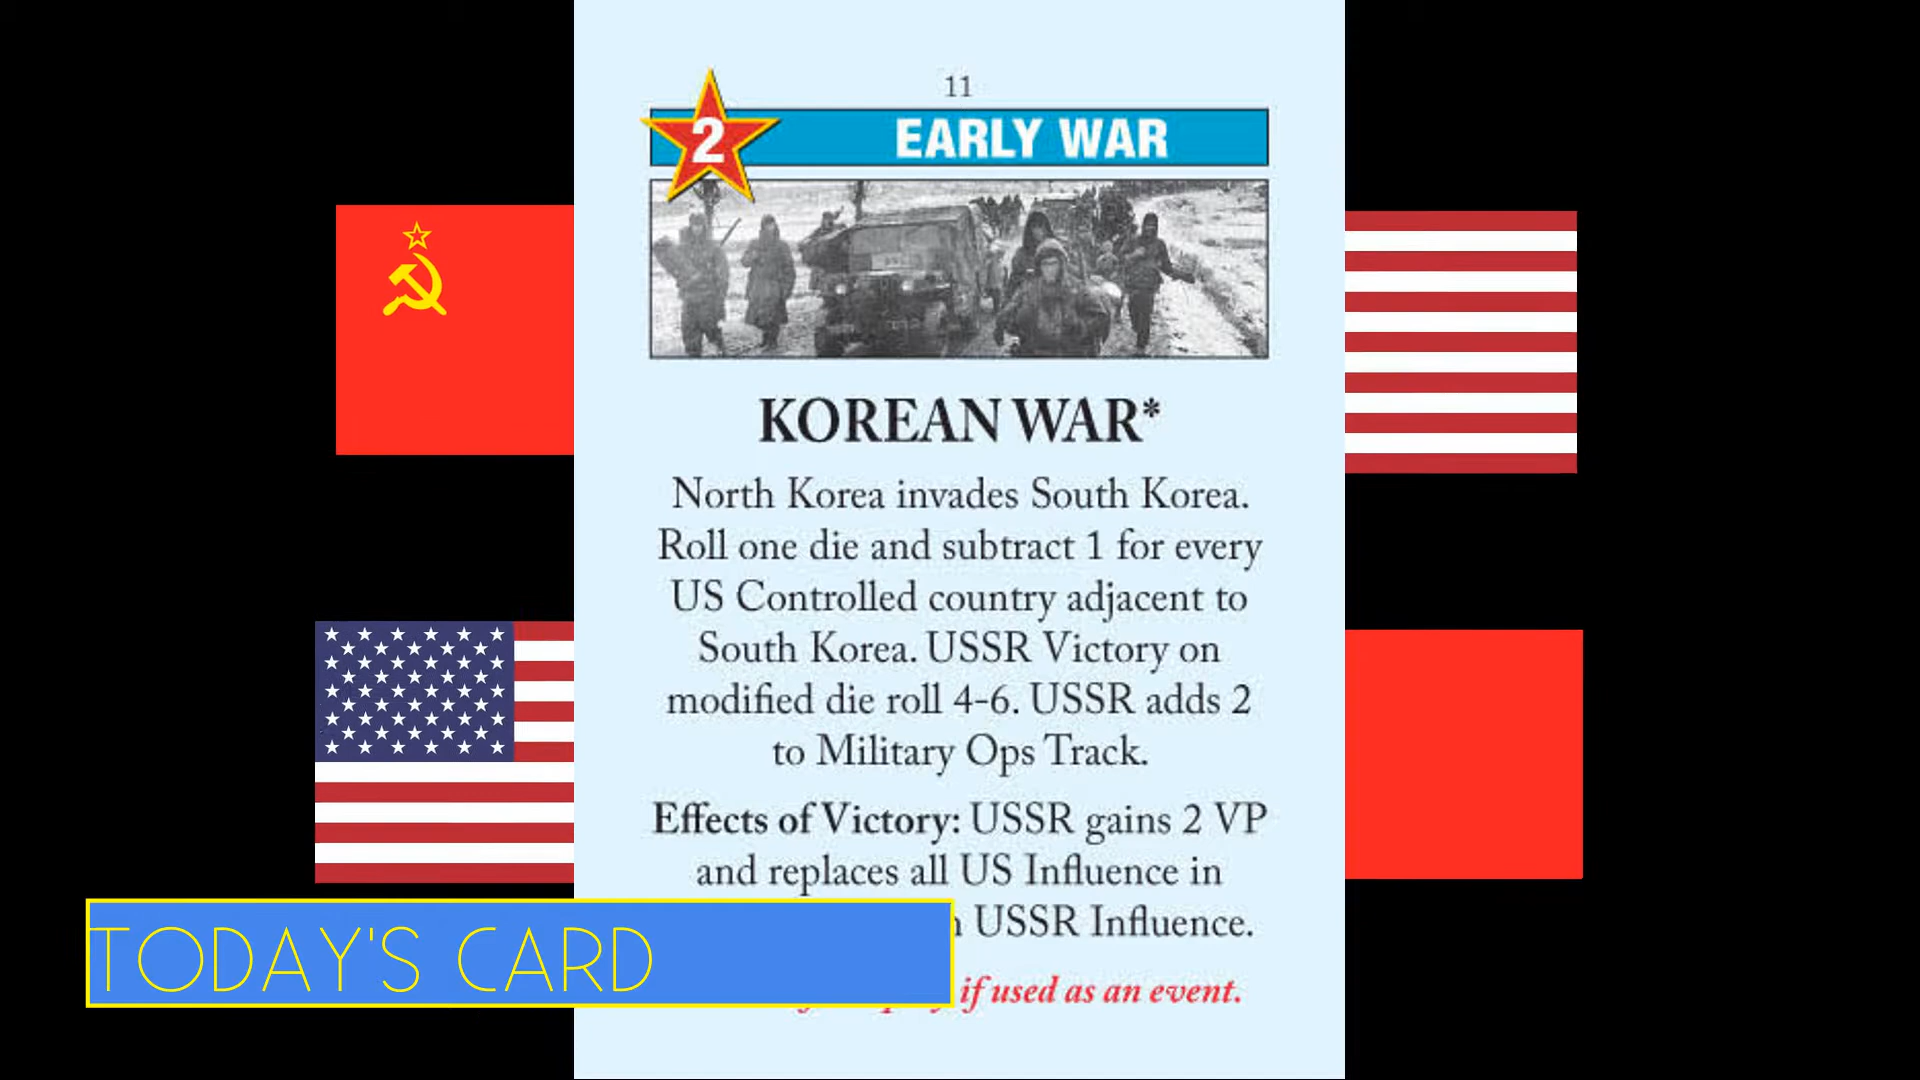 11
2
EARLY WAR
KOREAN WAR*
North Korea invades South Korea.
Roll one die and subtract 1 for every
US Controlled country adjacent to
South Korea. USSR Victory on
modified die roll 4-6. USSR adds 2
to Military Ops Track.
Effects of Victory: USSR gains 2 VP
and replaces all US Influence in
USSR Influence.
if used as an event.
TODAY'S CARD